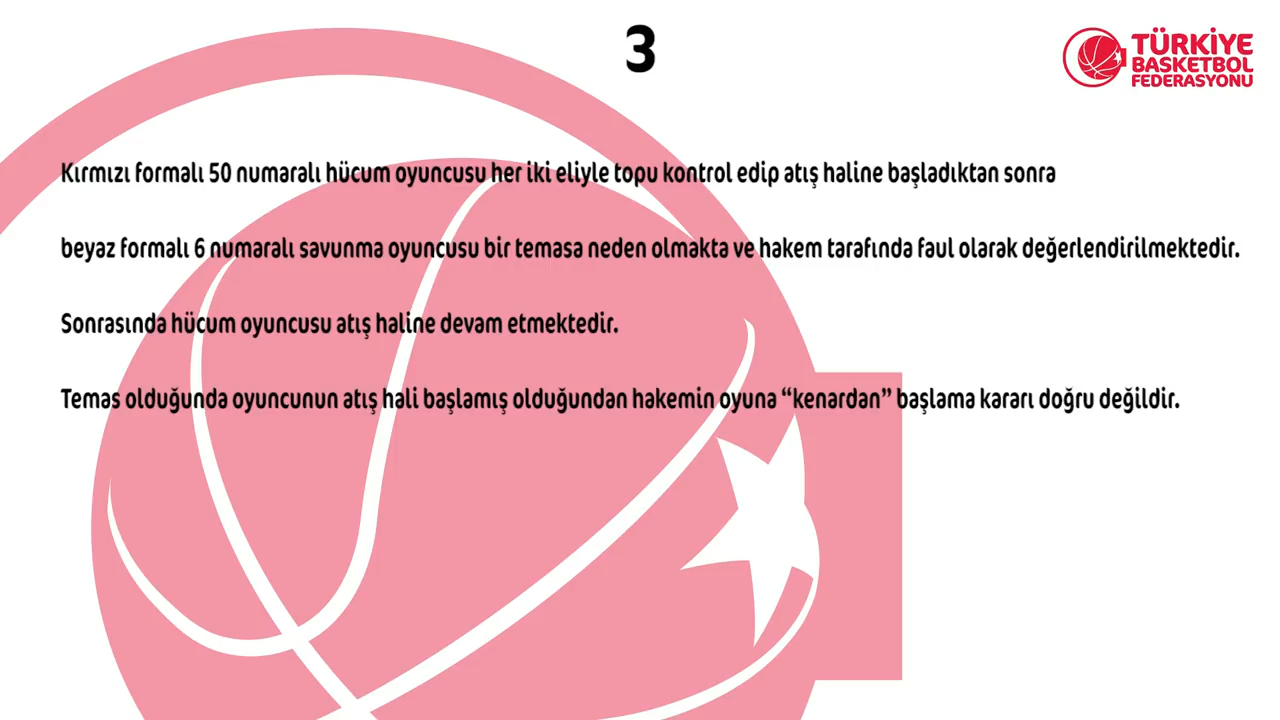 3
TÜRKİYE
BASKETBOL
FEDERASYONU
Kırmızı formalı 50 numaralı hücum oyuncusu her iki eliyle topu kontrol edip atış haline başladıktan sonra
beyaz formalı 6 numaralı savunma oyuncusu bir temasa neden olmakta ve hakem tarafında faul olarak değerlendirilmektedir.
Sonrasında hücum oyuncusu atış haline devam etmektedir.
Temas olduğunda oyuncunun atış hali başlamış olduğundan hakemin oyuna “kenardan” başlama kararı doğru değildir.